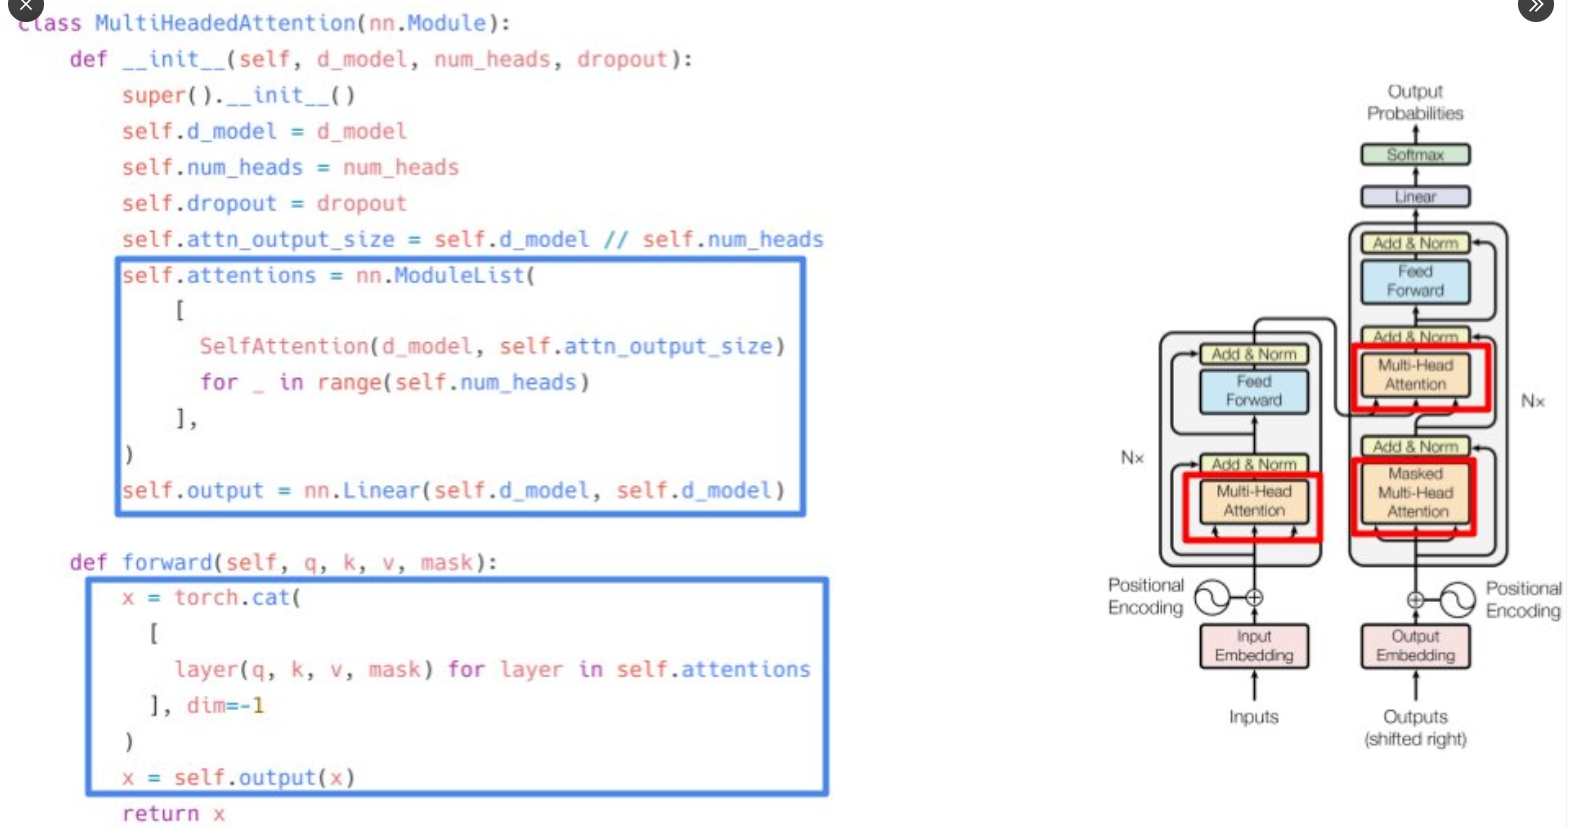 class MultiHeadedAttention(nn.Module):
    def __init__(self, d_model, num_heads, dropout):
        super().__init__()
        self.d_model = d_model
        self.num_heads = num_heads
        self.dropout = dropout
        self.attn_output_size = self.d_model // self.num_heads
        self.attentions = nn.ModuleList(
            [
              SelfAttention(d_model, self.attn_output_size)
              for _ in range(self.num_heads)
            ],
        )
        self.output = nn.Linear(self.d_model, self.d_model)
    def forward(self, q, k, v, mask):
        x = torch.cat(
          [
            layer(q, k, v, mask) for layer in self.attentions
          ], dim=-1
        )
        x = self.output(x)
        return x
Output
Probabilities
Softmax
Linear
Add & Norm
Feed
Forward
Add & Norm
Multi-Head
Attention
Nx
Add & Norm
Masked
Multi-Head
Attention
Add & Norm
Feed
Forward
Nx
Add & Norm
Multi-Head
Attention
Positional
Encoding
Positional
Encoding
Input
Embedding
Output
Embedding
Inputs
Outputs
(shifted right)